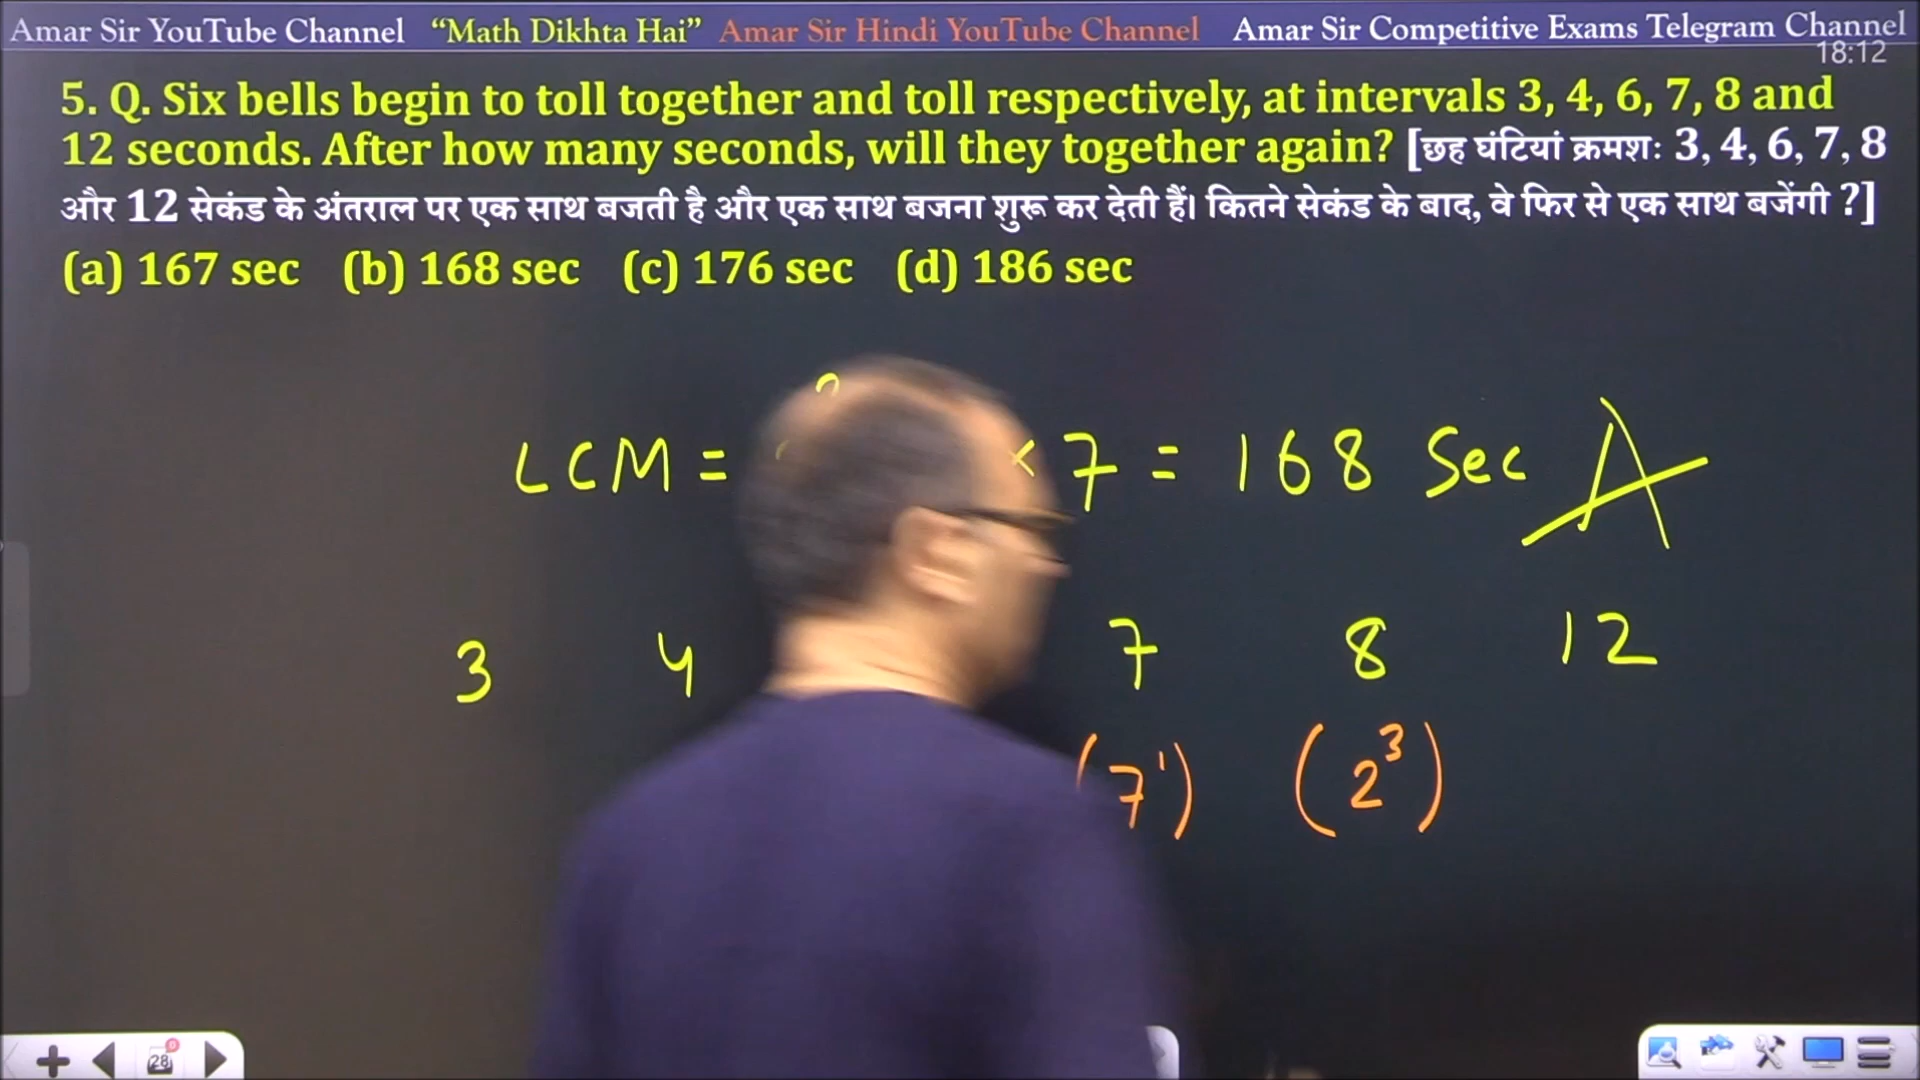 Amar Sir YouTube Channel “Math Dikhta Hai” Amar Sir Hindi YouTube Channel Amar Sir Competitive Exams Telegram Channel
18:12
5. Q. Six bells begin to toll together and toll respectively, at intervals 3, 4, 6, 7, 8 and
12 seconds. After how many seconds, will they together again? [छह घंटियां क्रमशः 3, 4, 6, 7, 8
और 12 सेकंड के अंतराल पर एक साथ बजती है और एक साथ बजना शुरू कर देती हैं। कितने सेकंड के बाद, वे फिर से एक साथ बजेंगी ?]
(a) 167 sec (b) 168 sec (c) 176 sec (d) 186 sec
LCM = × 7 = 168 Sec A
3 4 7 8 12
(7¹) (2³)
28